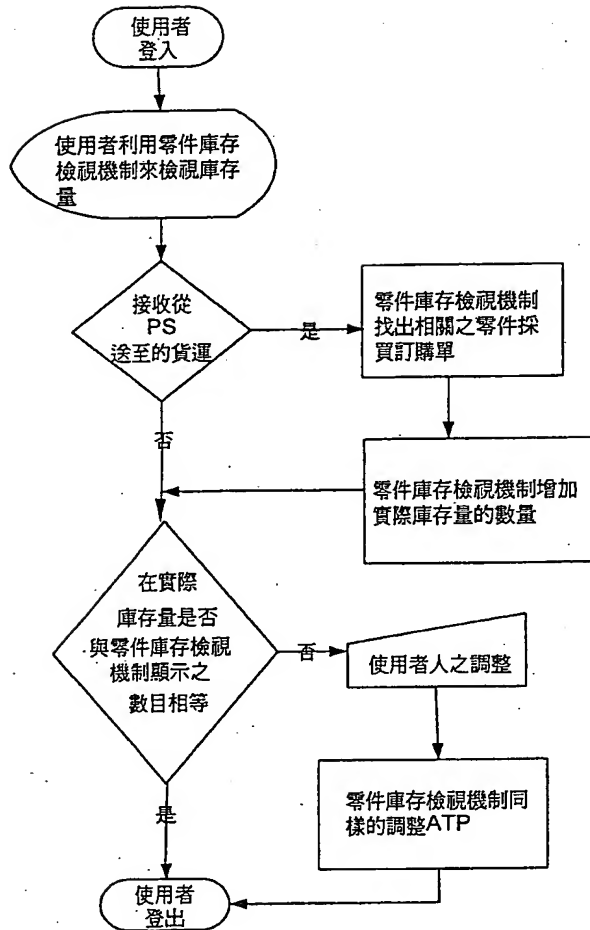 使用者
登入
使用者利用零件庫存
檢視機制來檢視庫存
量
接收從
PS
送至的貨運
是
零件庫存檢視機制
找出相關之零件採
買訂購單
否
零件庫存檢視機制增加
實際庫存量的數量
在實際
庫存量是否
與零件庫存檢視
機制顯示之
數目相等
否
使用者人之調整
是
零件庫存檢視機制同
樣的調整ATP
使用者
登出